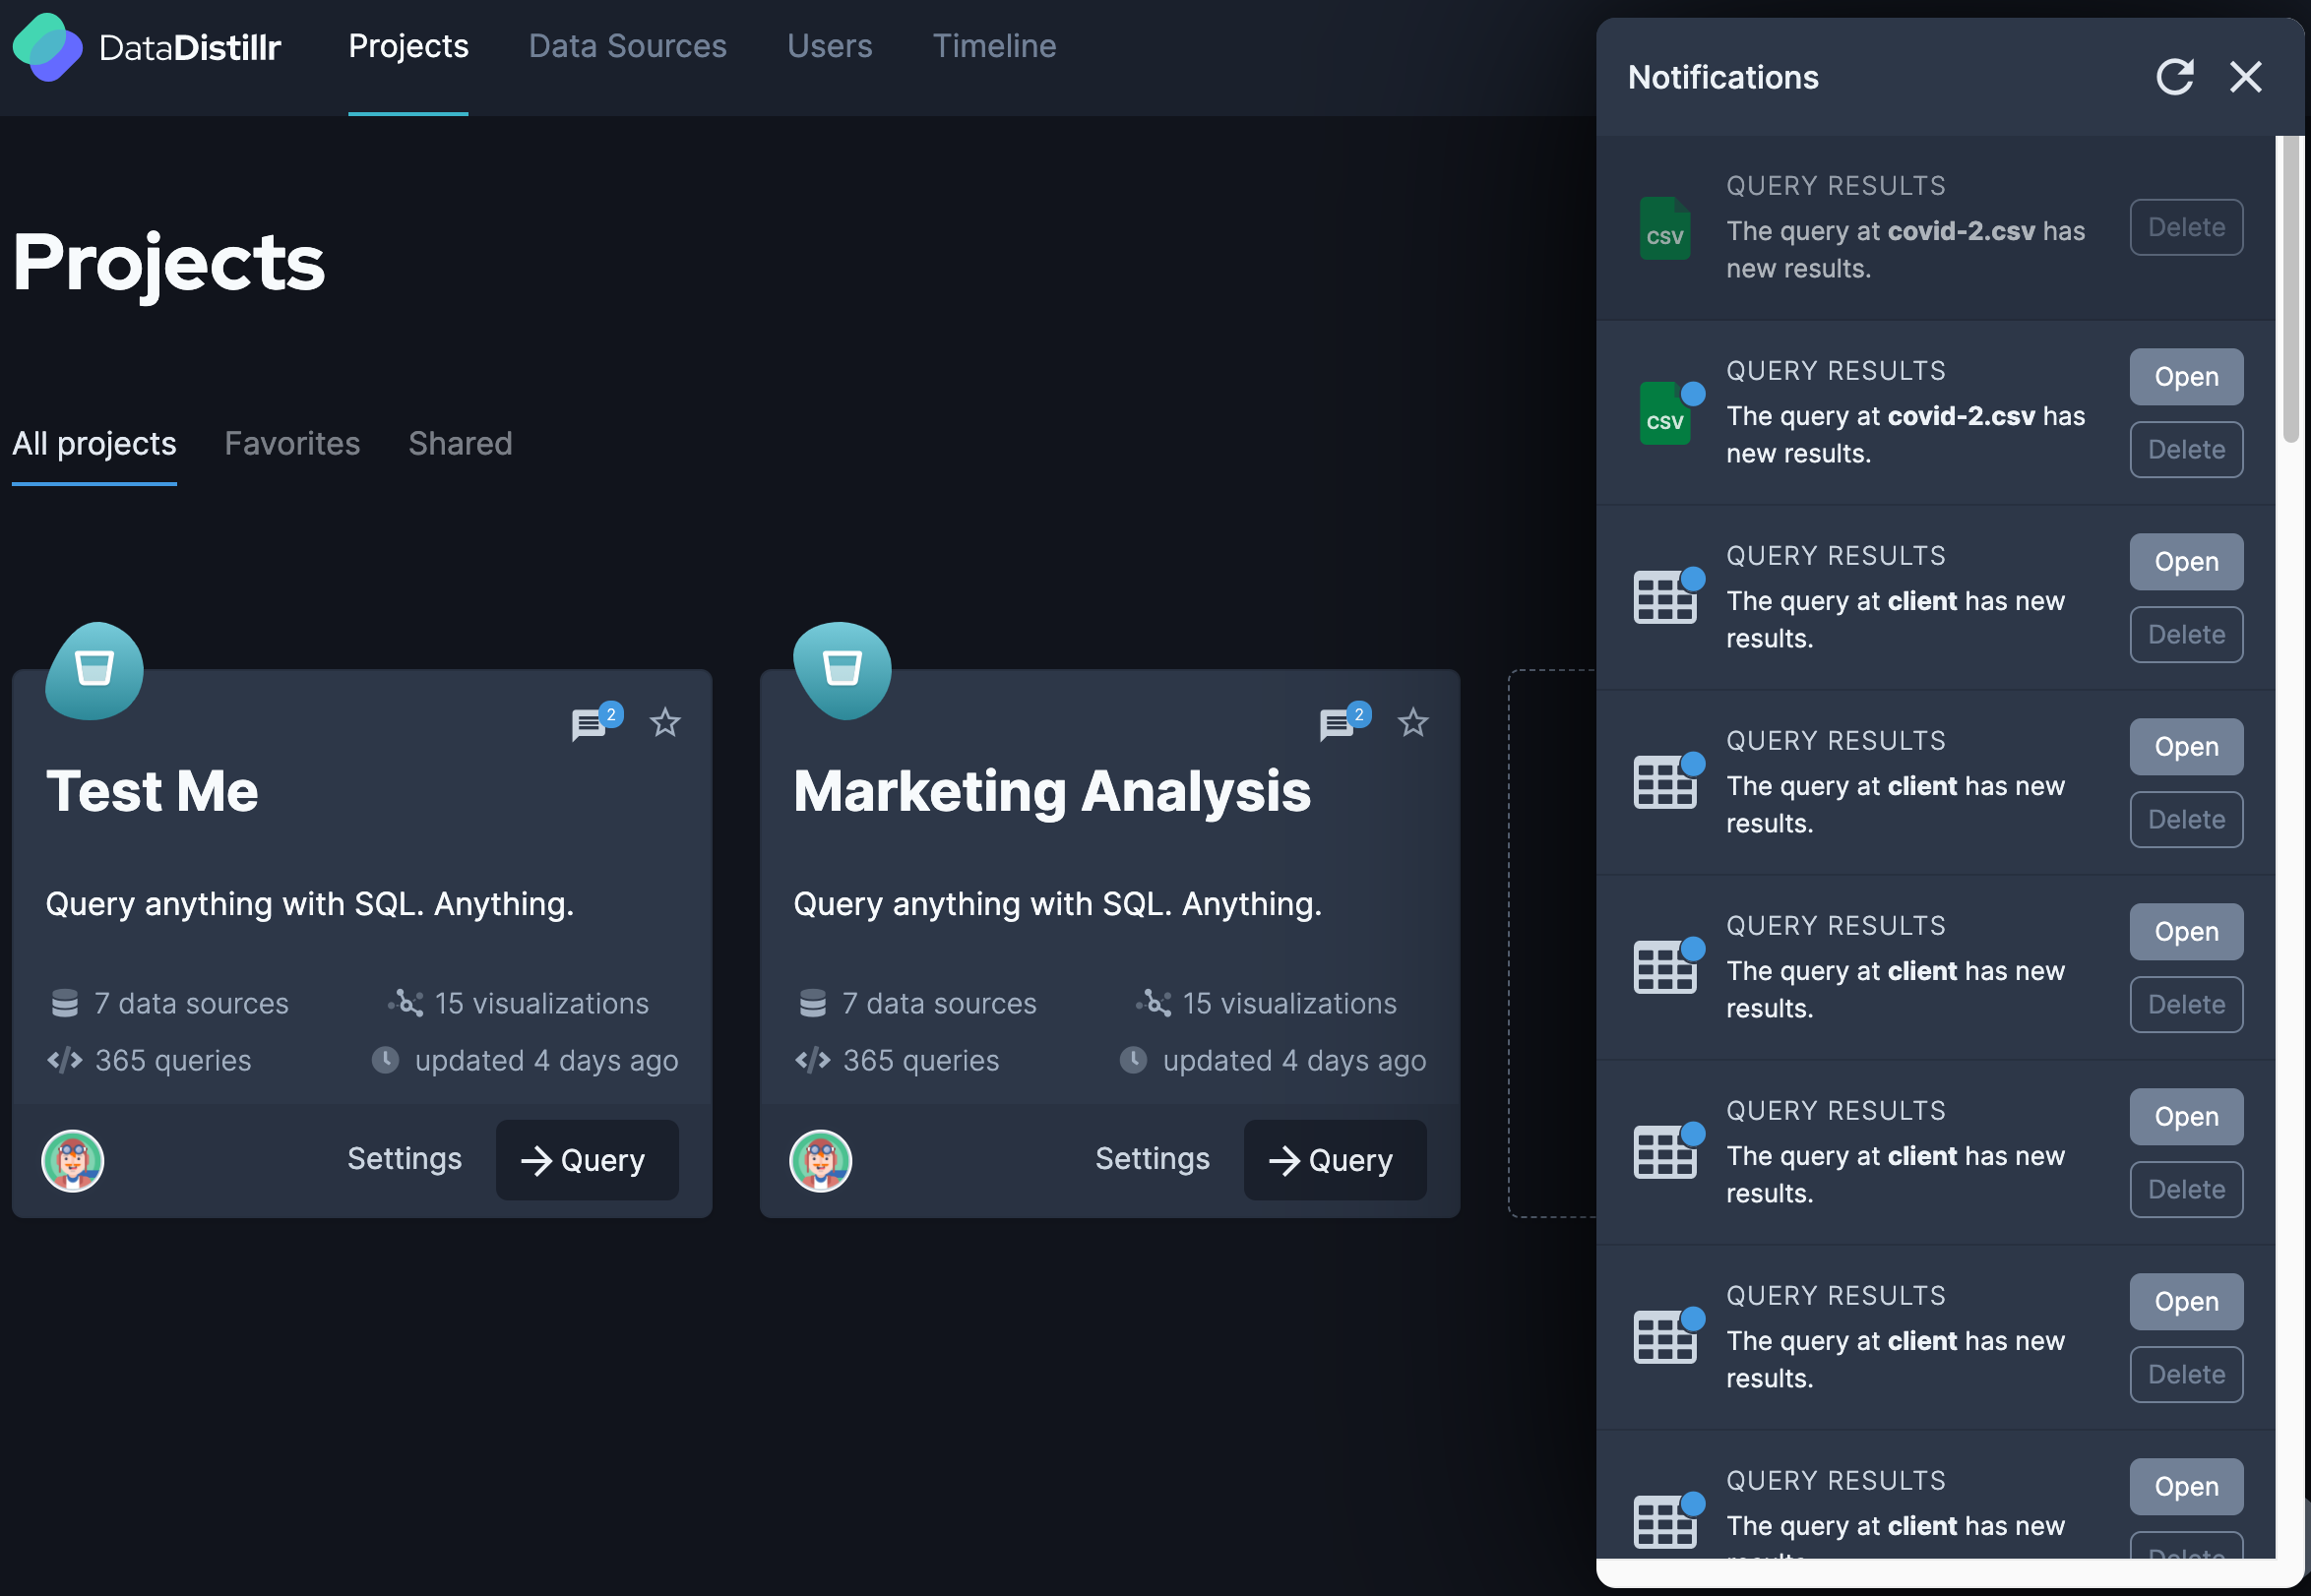 DataDistillr
Projects
Data Sources
Users
Timeline
Projects
All projects
Favorites
Shared
2
Test Me
Query anything with SQL. Anything.
7 data sources
15 visualizations
365 queries
updated 4 days ago
Settings
Query
2
Marketing Analysis
Query anything with SQL. Anything.
7 data sources
15 visualizations
365 queries
updated 4 days ago
Settings
Query
Notifications
CSV
QUERY RESULTS
The query at covid-2.csv has
new results.
Delete
CSV
QUERY RESULTS
The query at covid-2.csv has
new results.
Open
Delete
QUERY RESULTS
The query at client has new
results.
Open
Delete
QUERY RESULTS
The query at client has new
results.
Open
Delete
QUERY RESULTS
The query at client has new
results.
Open
Delete
QUERY RESULTS
The query at client has new
results.
Open
Delete
QUERY RESULTS
The query at client has new
results.
Open
Delete
QUERY RESULTS
The query at client has new
results.
Open
Delete